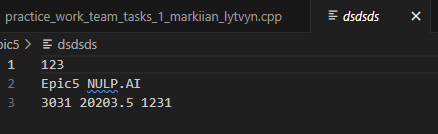 practice_work_team_tasks_1_markiian_lytvyn.cpp dsdsds
pic5 > dsdsds
1 123
2 Epic5 NULP.AI
3 3031 20203.5 1231